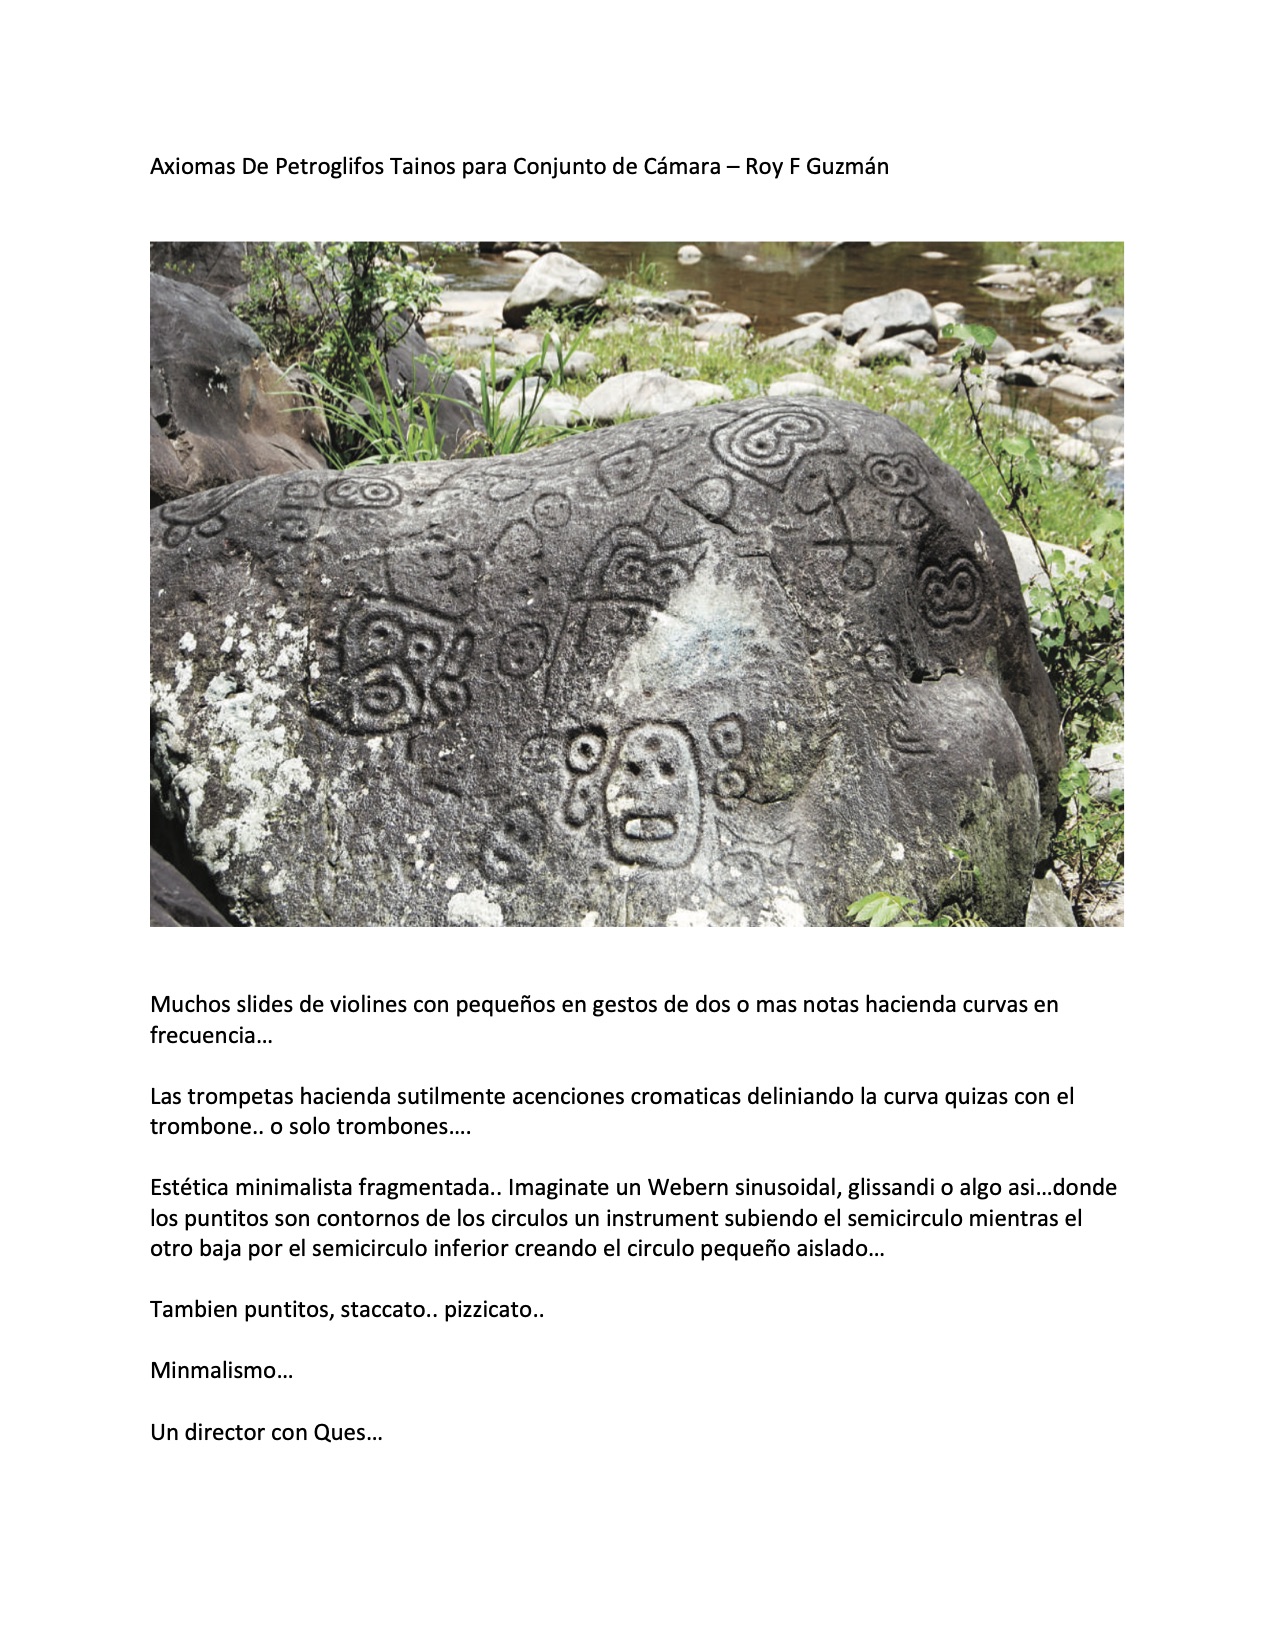 Axiomas De Petroglifos Tainos para Conjunto de Cámara – Roy F Guzmán
Muchos slides de violines con pequeños en gestos de dos o mas notas hacienda curvas en
frecuencia…
Las trompetas hacienda sutilmente acenciones cromaticas deliniando la curva quizas con el
trombone.. o solo trombones….
Estética minimalista fragmentada.. Imaginate un Webern sinusoidal, glissandi o algo asi…donde
los puntitos son contornos de los circulos un instrument subiendo el semicirculo mientras el
otro baja por el semicirculo inferior creando el circulo pequeño aislado…
Tambien puntitos, staccato.. pizzicato..
Minmalismo…
Un director con Ques…